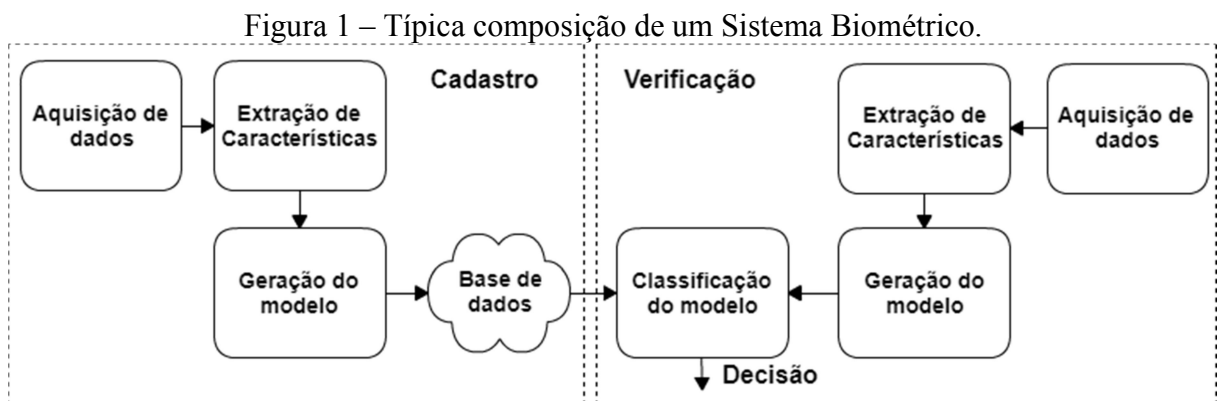 Figura 1 – Típica composição de um Sistema Biométrico.
Cadastro
Aquisição de
dados
Extração de
Características
Geração do
modelo
Base de
dados
Verificação
Extração de
Características
Aquisição de
dados
Classificação
do modelo
Geração do
modelo
Decisão